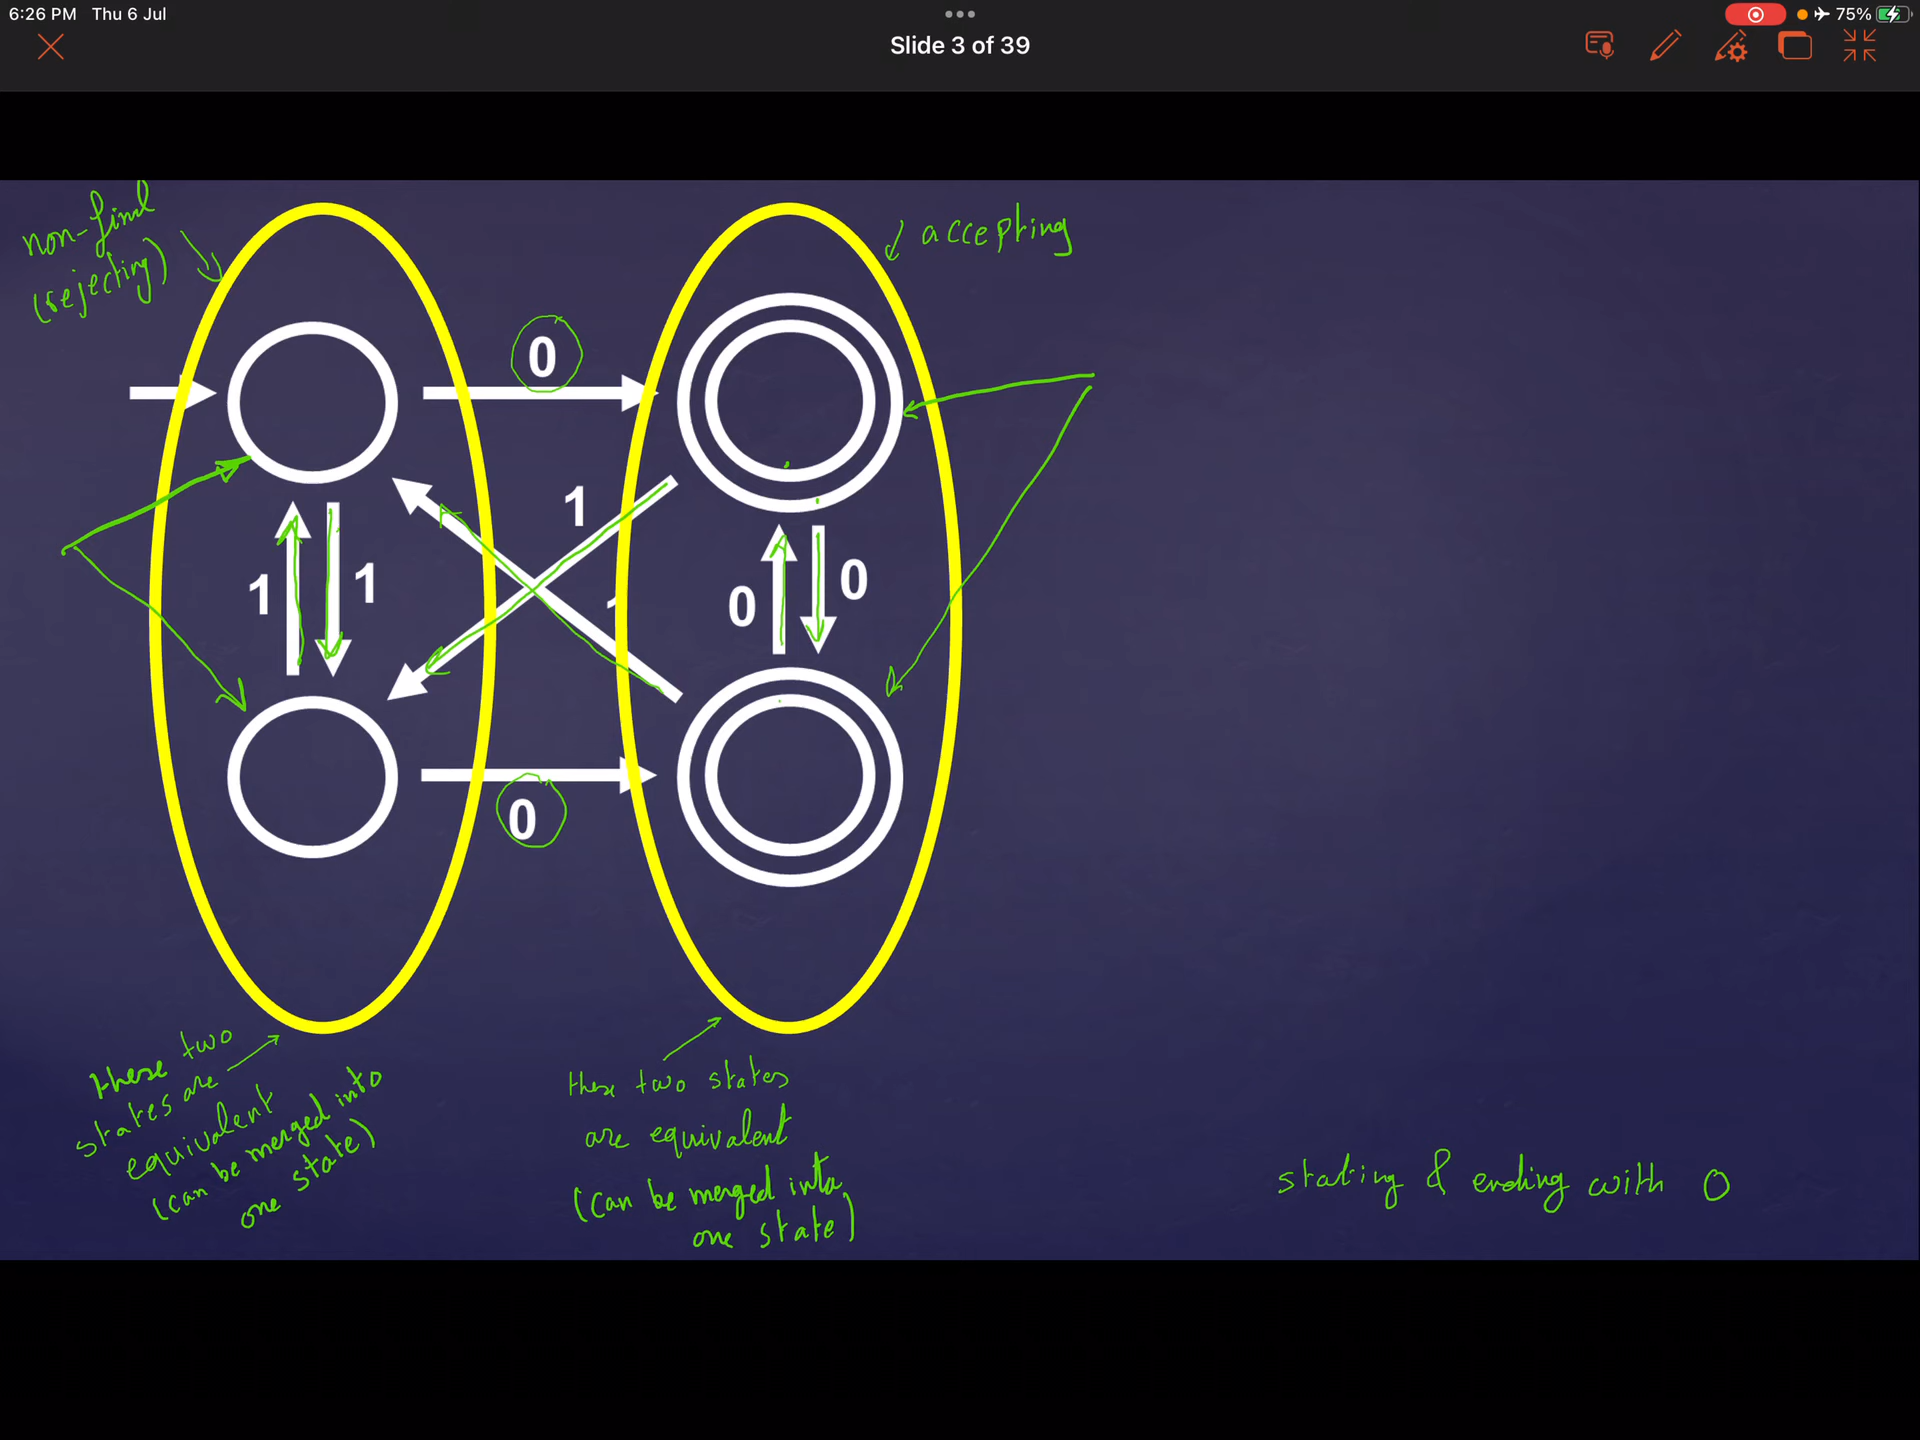 6:26 PM Thu 6 Jul
75%
Slide 3 of 39
non-final
(rejecting)
accepting
0
1
1
1
0
0
0
these two
states are
equivalent
(can be merged into
one state)
these two states
are equivalent
(can be merged into
one state)
starting & ending with 0